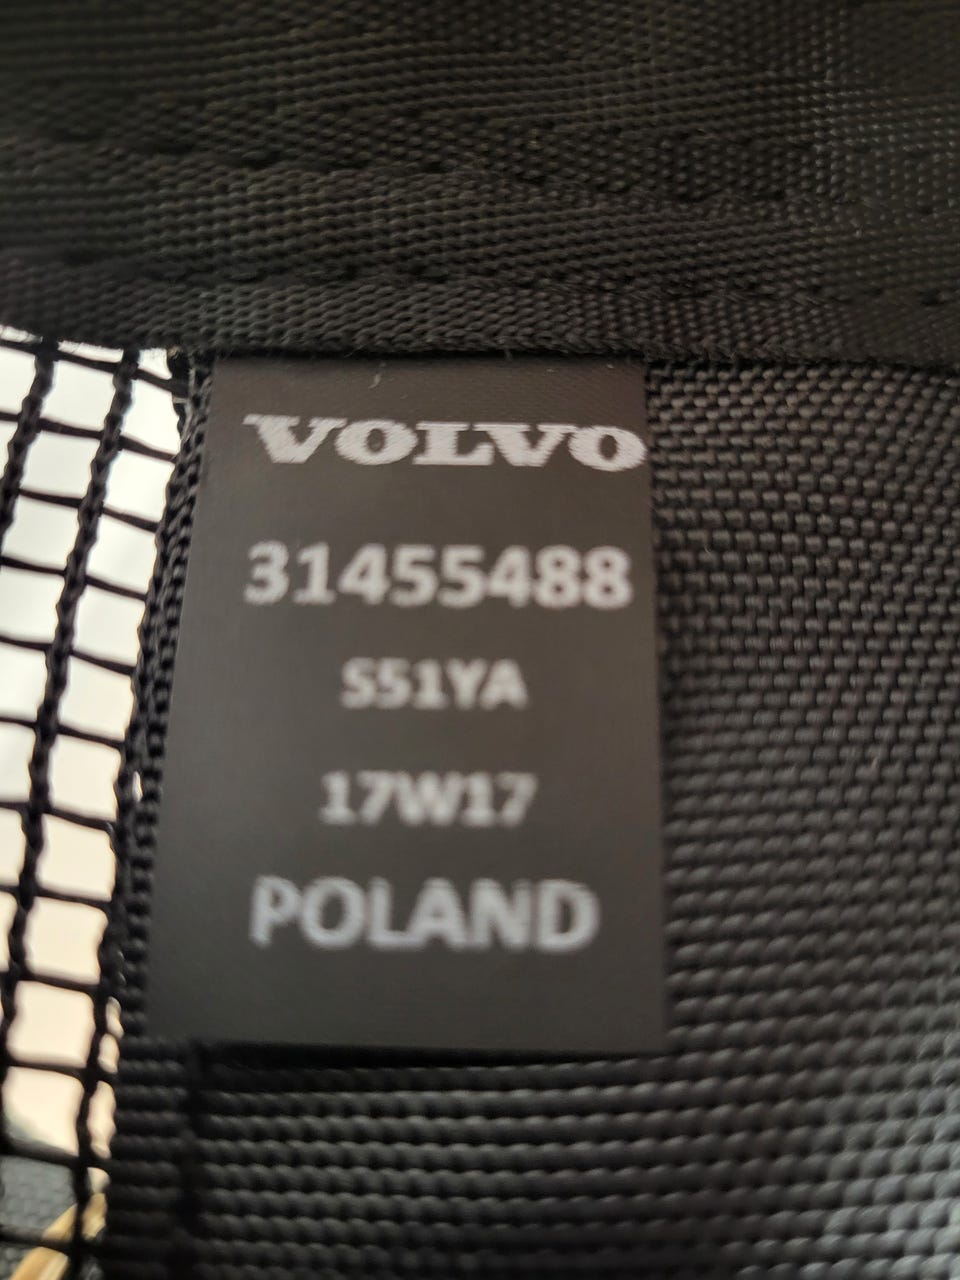 VOLVO
31455488
S51YA
17W17
POLAND